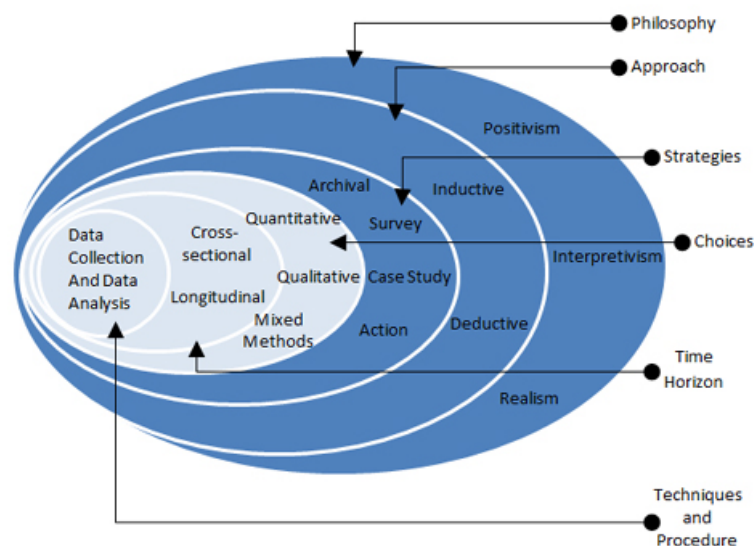 Philosophy
Approach
Positivism
Strategies
Archival
Inductive
Quantitative
Survey
Data
Collection
And Data
Analysis
Cross-
sectional
Choices
Interpretivism
Qualitative
Case Study
Longitudinal
Mixed
Methods
Action
Deductive
Time
Horizon
Realism
Techniques
and
Procedure